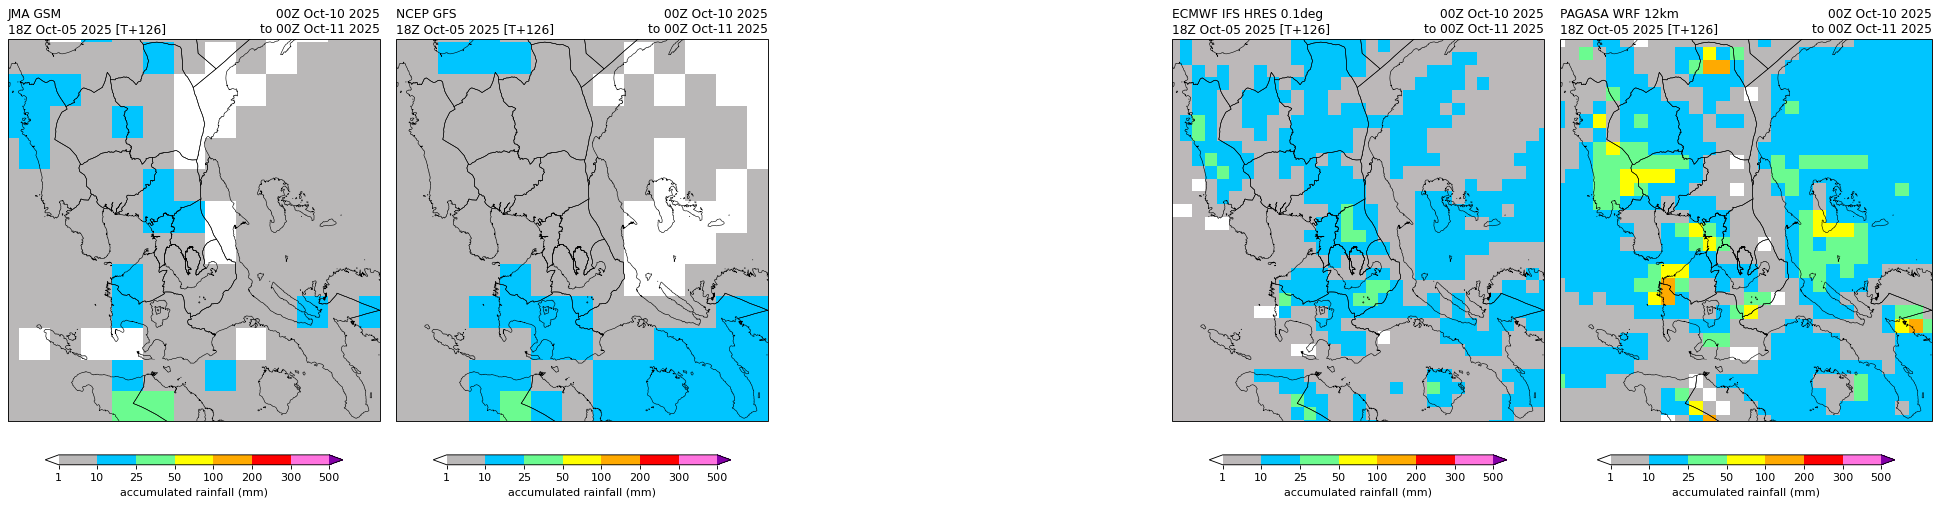 JMA GSM 00Z Oct-10 2025
18Z Oct-05 2025 [T+126] to 00Z Oct-11 2025
1 10 25 50 100 200 300 500
accumulated rainfall (mm)
NCEP GFS 00Z Oct-10 2025
18Z Oct-05 2025 [T+126] to 00Z Oct-11 2025
1 10 25 50 100 200 300 500
accumulated rainfall (mm)
ECMWF IFS HRES 0.1deg 00Z Oct-10 2025
18Z Oct-05 2025 [T+126] to 00Z Oct-11 2025
1 10 25 50 100 200 300 500
accumulated rainfall (mm)
PAGASA WRF 12km 00Z Oct-10 2025
18Z Oct-05 2025 [T+126] to 00Z Oct-11 2025
1 10 25 50 100 200 300 500
accumulated rainfall (mm)